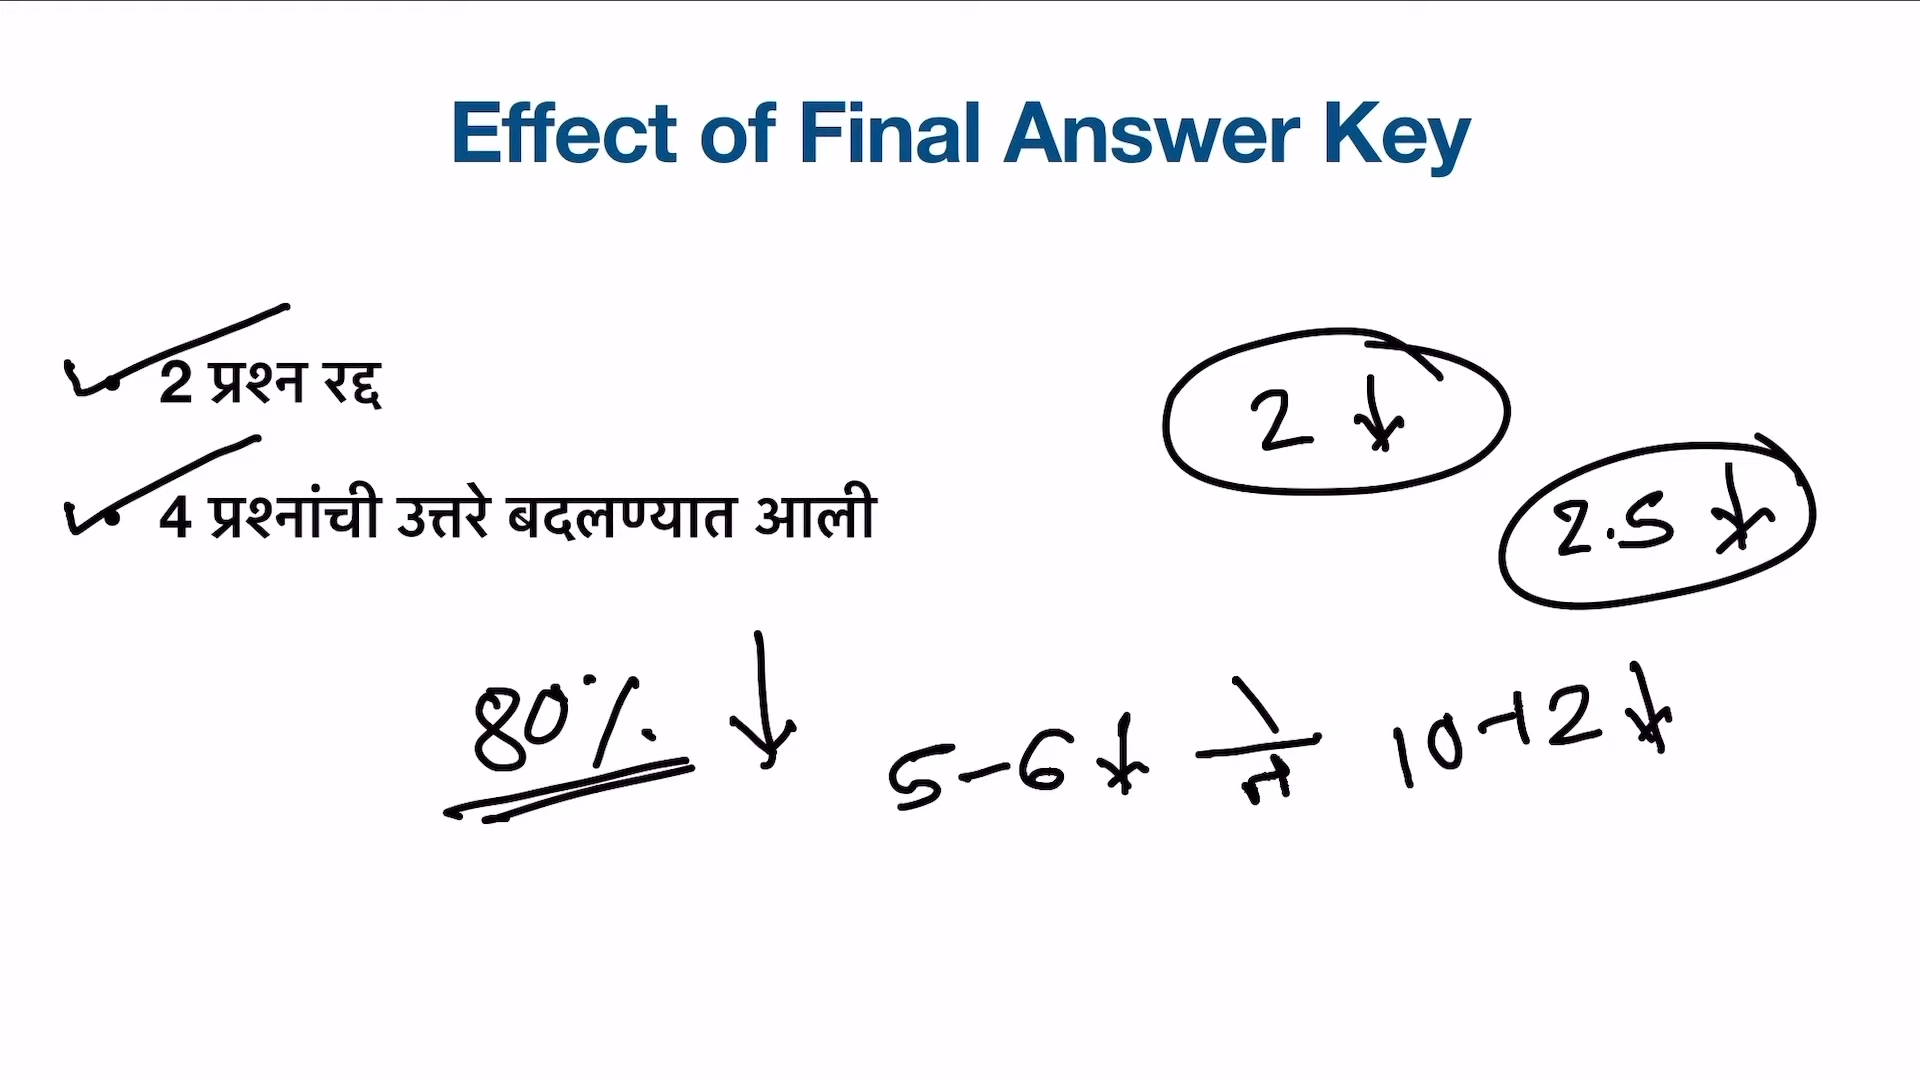 Effect of Final Answer Key
• 2 प्रश्न रद्द
2 ↓
• 4 प्रश्नांची उत्तरे बदलण्यात आली
2.5 ↓
80% ↓ 5-6 ↓ ते 10-12 ↓